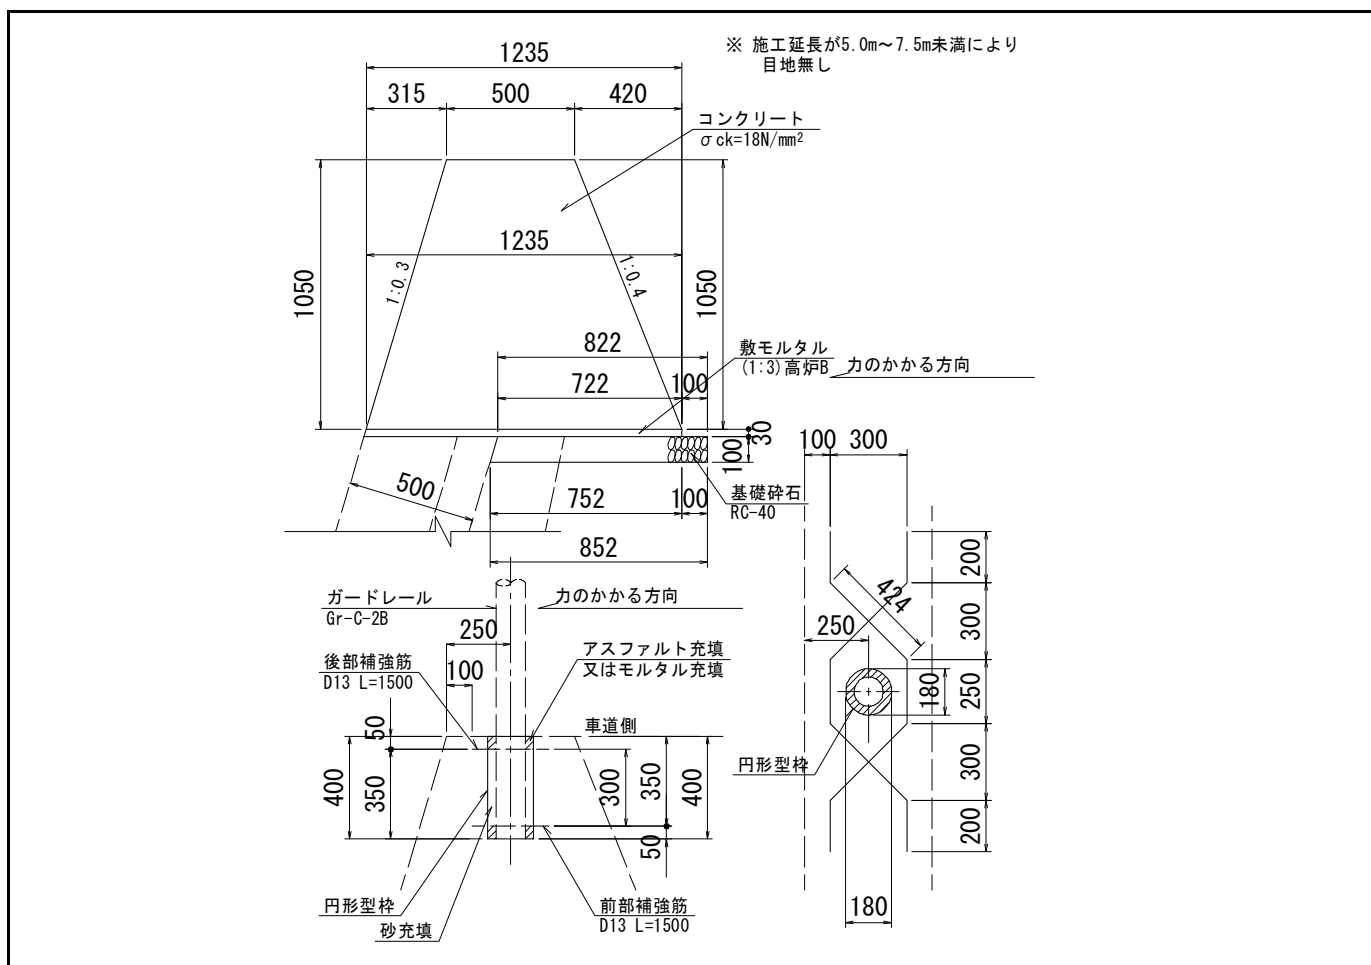 ※ 施工延長が5.0m～7.5m未満により
目地無し
1235
315 500 420
コンクリート
σck=18N/mm²
1235
1050
1:0.3
1:0.4
1050
822
敷モルタル
(1:3)高炉B
力のかかる方向
722 100
30
100
500
752 100
基礎砕石
RC-40
852
100 300
200
424
300
250
250
180
300
200
円形型枠
180
ガードレール
Gr-C-2B
力のかかる方向
250
後部補強筋
D13 L=1500
100
アスファルト充填
又はモルタル充填
車道側
50
400
350
300
350
400
50
円形型枠
砂充填
前部補強筋
D13 L=1500